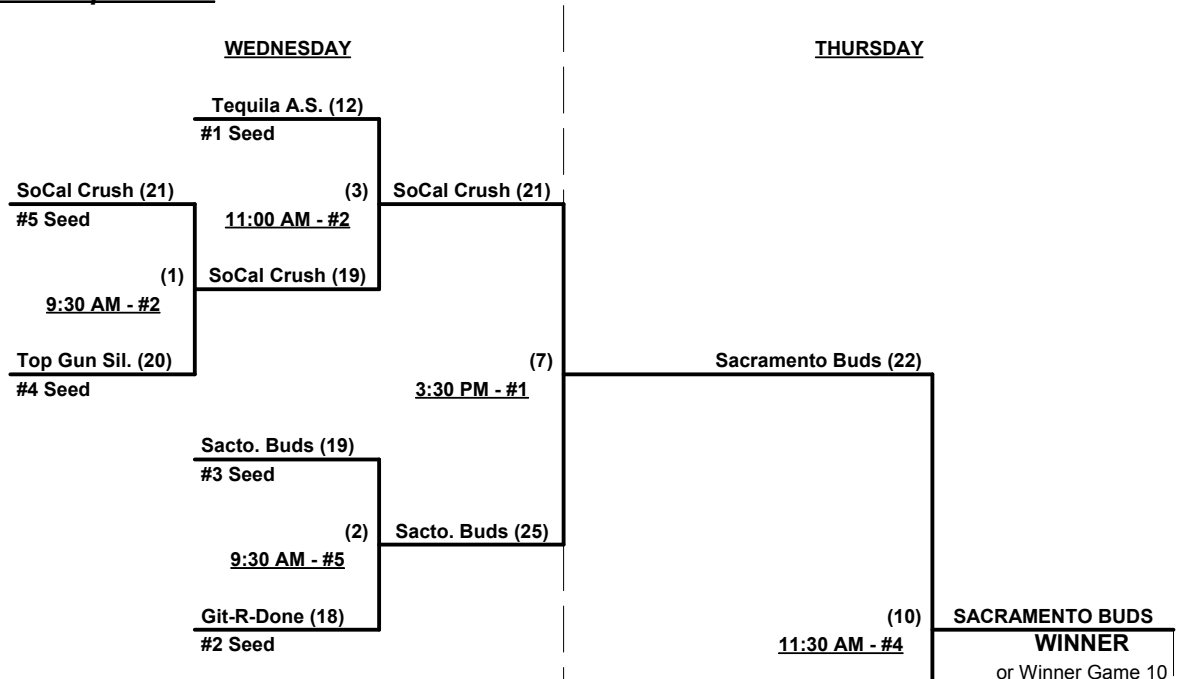 WEDNESDAY
THURSDAY
Tequila A.S. (12)
#1 Seed
SoCal Crush (21)
(3)
SoCal Crush (21)
#5 Seed
11:00 AM - #2
(1)
SoCal Crush (19)
9:30 AM - #2
Top Gun Sil. (20)
(7)
Sacramento Buds (22)
#4 Seed
3:30 PM - #1
Sacto. Buds (19)
#3 Seed
(2)
Sacto. Buds (25)
9:30 AM - #5
Git-R-Done (18)
(10)
SACRAMENTO BUDS
#2 Seed
11:30 AM - #4
WINNER
or Winner Game 10